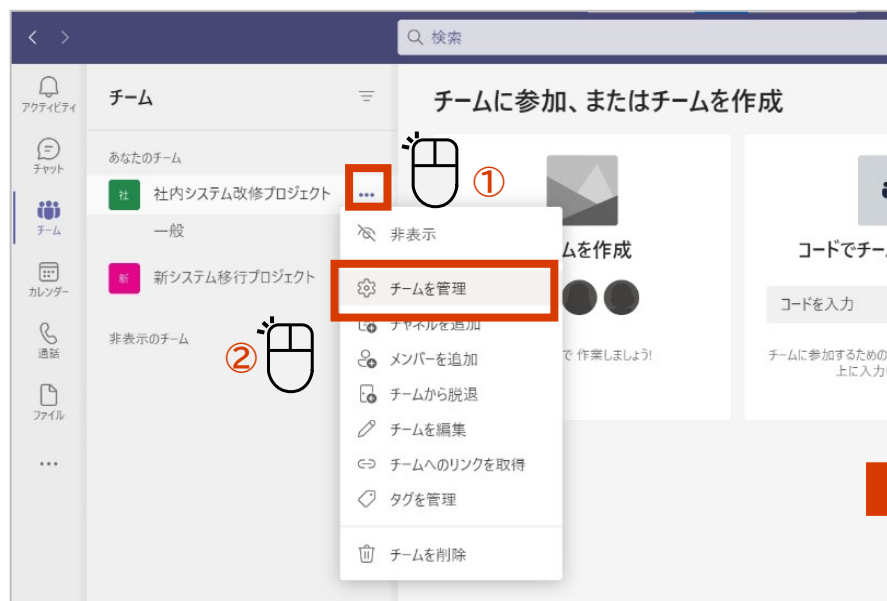 検索
アクティビティ
チーム
チームに参加、またはチームを作成
チャット
あなたのチーム
社 社内システム改修プロジェクト
①
チーム
一般
非表示
ムを作成
コードでチー
カレンダー
新 新システム移行プロジェクト
チームを管理
コードを入力
チャネルを追加
通話
非表示のチーム
②
メンバーを追加
で 作業しましょう!
チームに参加するための
上に入力
チームから脱退
ファイル
チームを編集
チームへのリンクを取得
タグを管理
チームを削除